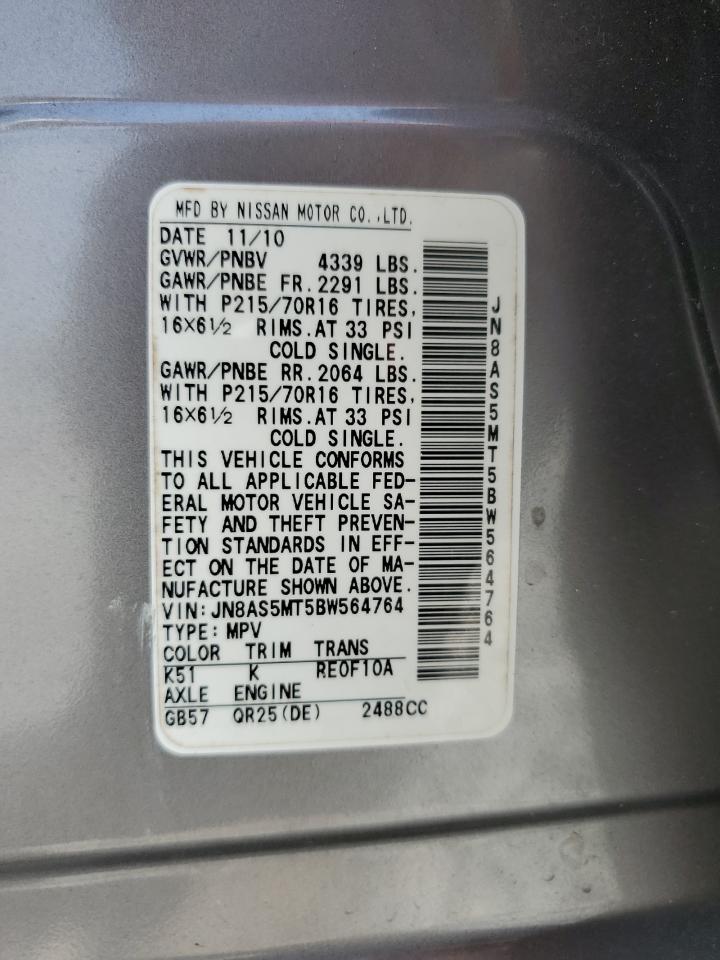 MFD BY NISSAN MOTOR CO.,LTD.
DATE 11/10
GVWR/PNBV 4339 LBS.
GAWR/PNBE FR. 2291 LBS.
WITH P215/70R16 TIRES,
16×6½ RIMS.AT 33 PSI
COLD SINGLE.
GAWR/PNBE RR. 2064 LBS.
WITH P215/70R16 TIRES,
16×6½ RIMS.AT 33 PSI
COLD SINGLE.
THIS VEHICLE CONFORMS
TO ALL APPLICABLE FED-
ERAL MOTOR VEHICLE SA-
FETY AND THEFT PREVEN-
TION STANDARDS IN EFF-
ECT ON THE DATE OF MA-
NUFACTURE SHOWN ABOVE.
VIN: JN8AS5MT5BW564764
TYPE: MPV
COLOR TRIM TRANS
K51 K RE0F10A
AXLE ENGINE
GB57 QR25(DE) 2488CC
JN8AS5MT5BW564764